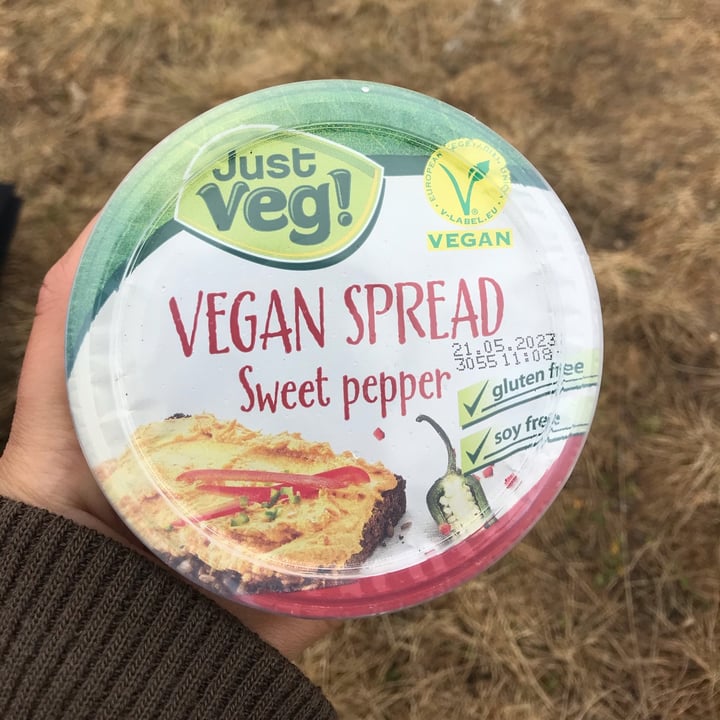 Just
Veg!
EUROPEAN VEGETARIAN UNION
• V-LABEL.EU •
VEGAN
VEGAN SPREAD
Sweet pepper
21.05.2023
3055 11:08
gluten free
soy free